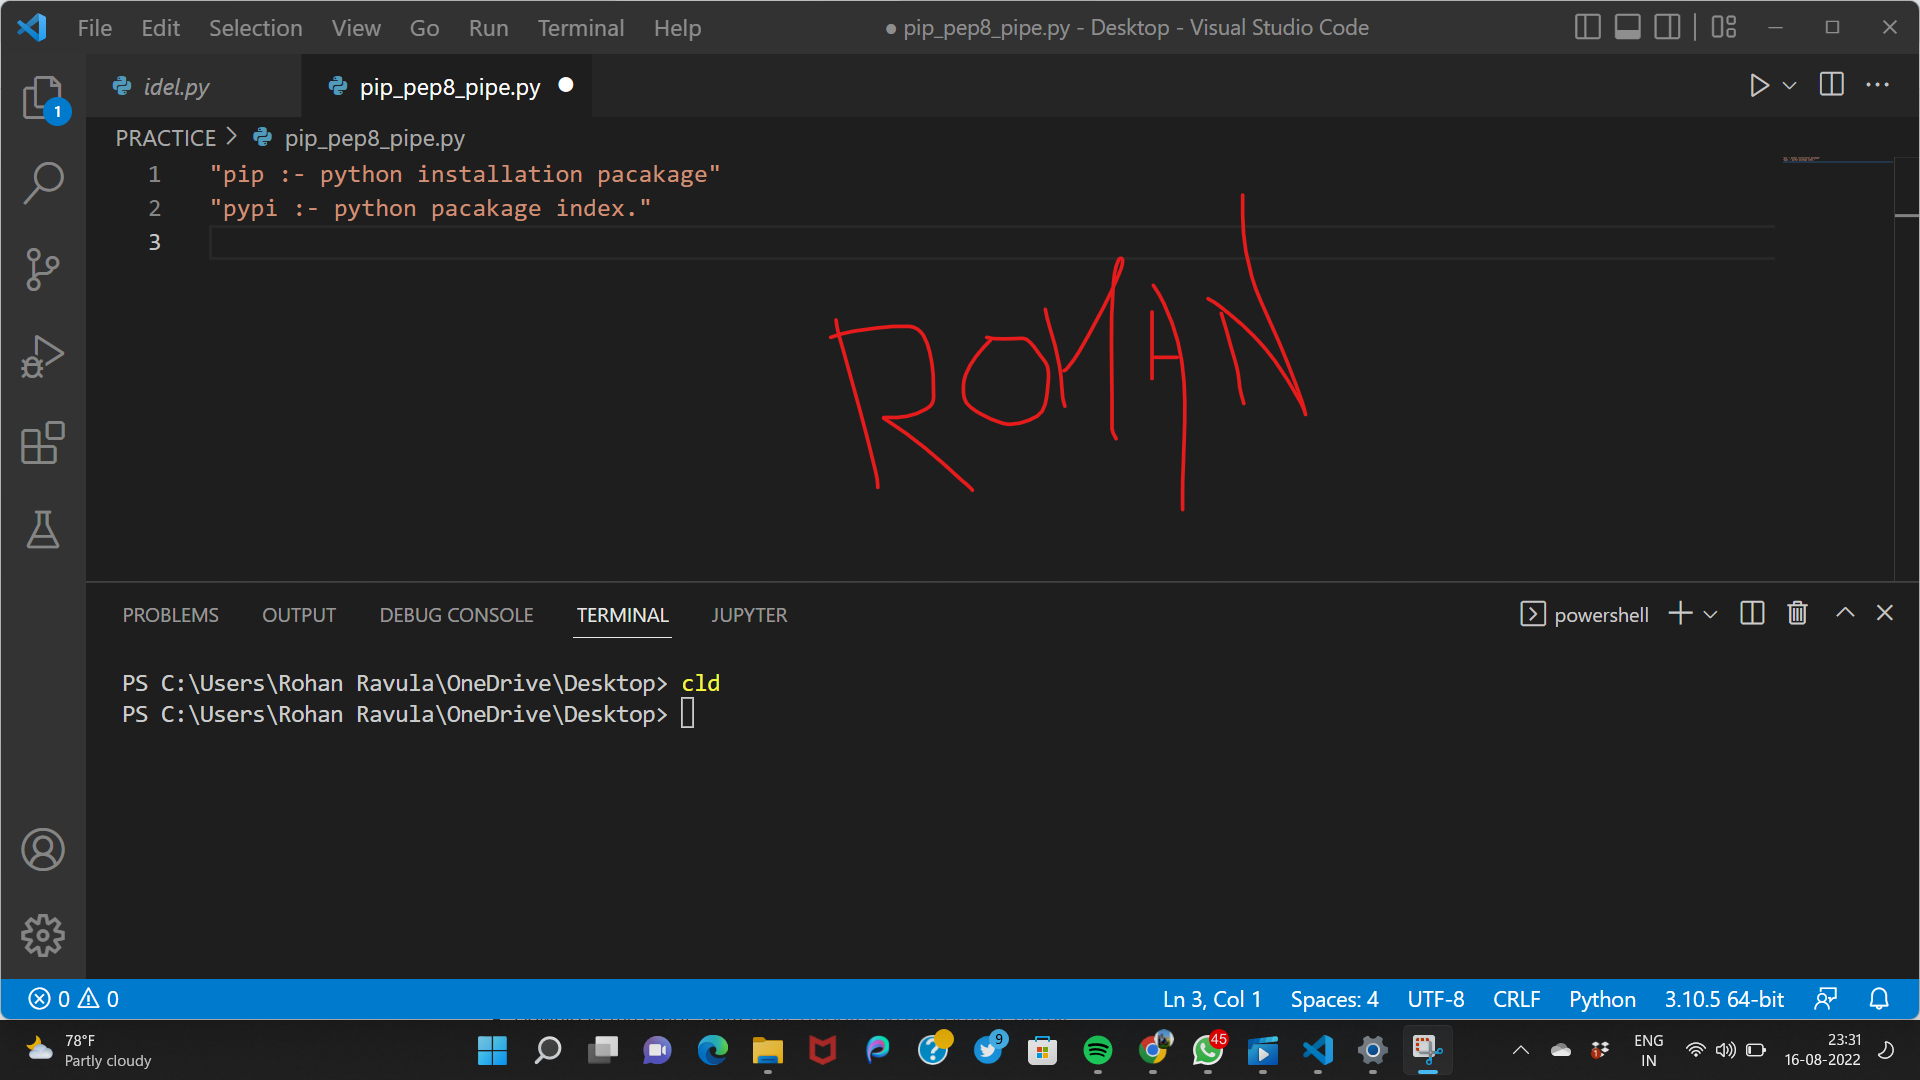 File Edit Selection View Go Run Terminal Help ● pip_pep8_pipe.py - Desktop - Visual Studio Code
idel.py pip_pep8_pipe.py
1
PRACTICE > pip_pep8_pipe.py
1 "pip :- python installation pacakage"
2 "pypi :- python pacakage index."
3
ROHAN
PROBLEMS OUTPUT DEBUG CONSOLE TERMINAL JUPYTER powershell
PS C:\Users\Rohan Ravula\OneDrive\Desktop> cld
PS C:\Users\Rohan Ravula\OneDrive\Desktop>
0 0 Ln 3, Col 1 Spaces: 4 UTF-8 CRLF Python 3.10.5 64-bit
78°F
Partly cloudy
9
45
ENG
IN
23:31
16-08-2022